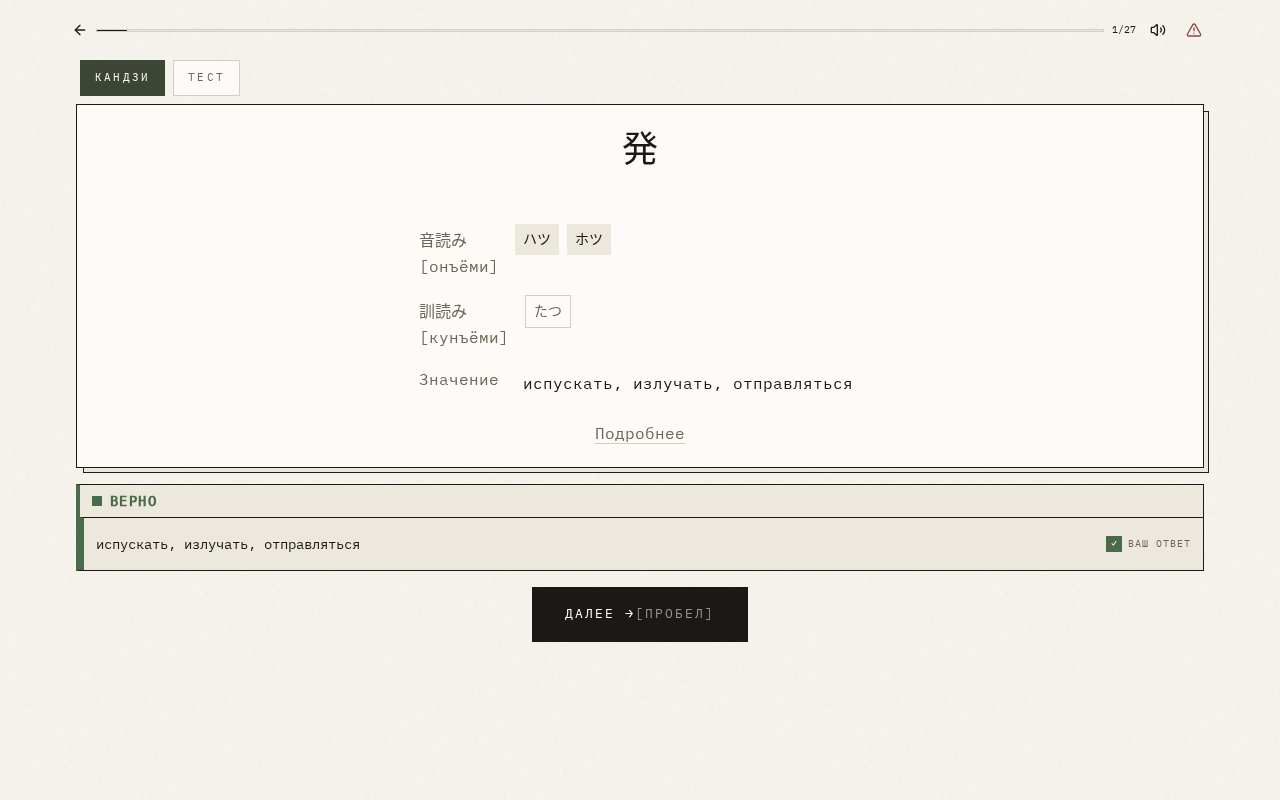 1/27
КАНДЗИ ТЕСТ
発
音読み ハツ ホツ
[онъёми]
訓読み たつ
[кунъёми]
Значение испускать, излучать, отправляться
Подробнее
ВЕРНО
испускать, излучать, отправляться ВАШ ОТВЕТ
ДАЛЕЕ →[ПРОБЕЛ]